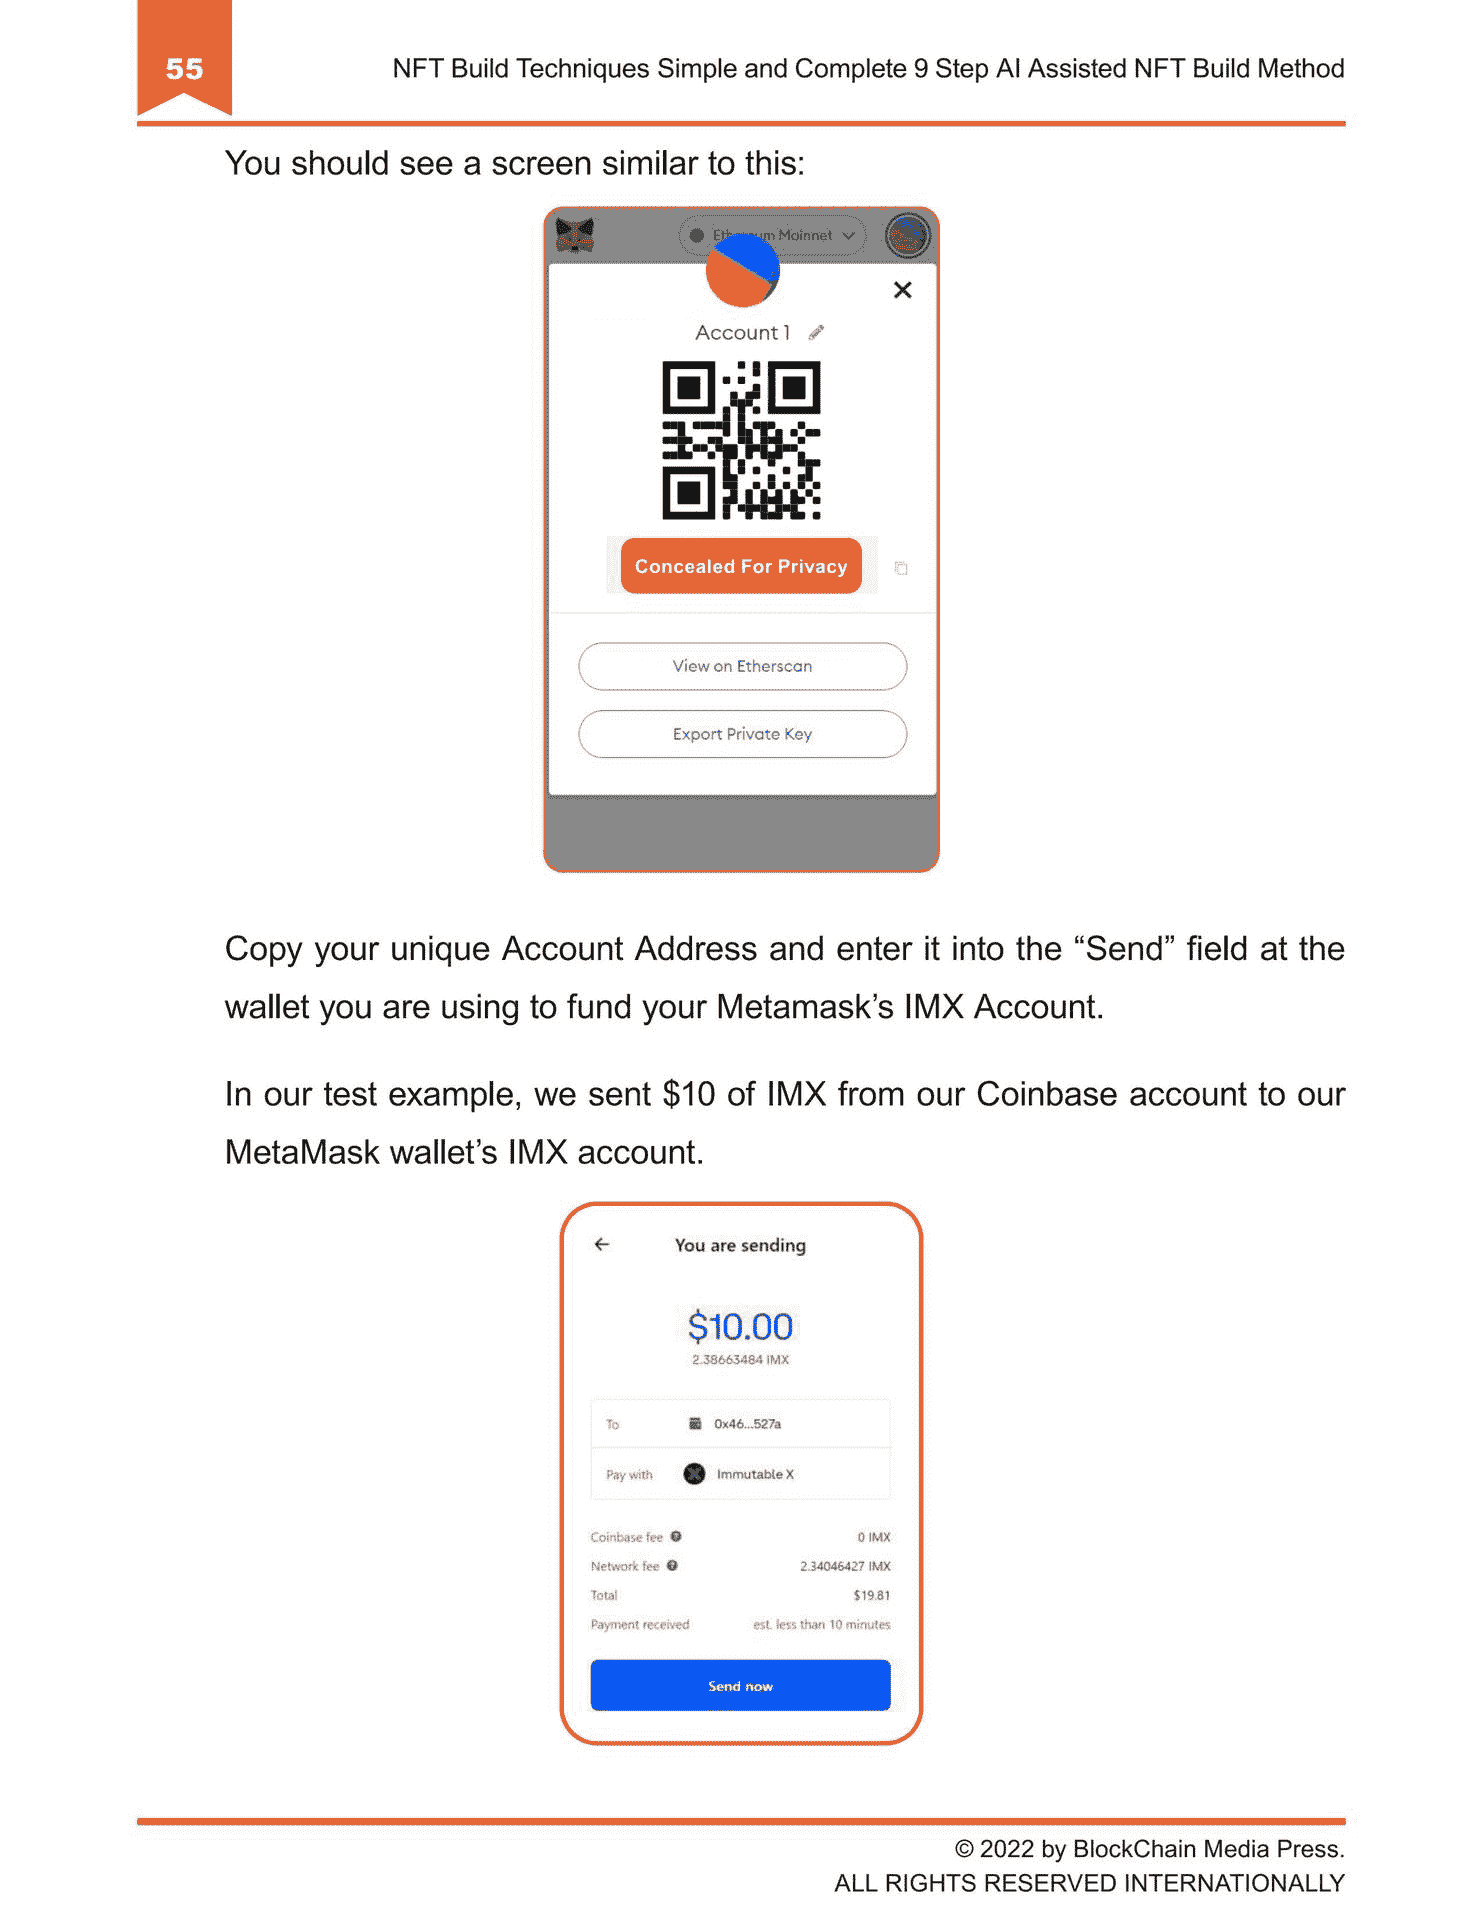 55
NFT Build Techniques Simple and Complete 9 Step AI Assisted NFT Build Method
You should see a screen similar to this:
Mainnet
Account 1
Concealed For Privacy
View on Etherscan
Export Private Key
Copy your unique Account Address and enter it into the “Send” field at the
wallet you are using to fund your Metamask’s IMX Account.
In our test example, we sent $10 of IMX from our Coinbase account to our
MetaMask wallet’s IMX account.
You are sending
$10.00
2.38663484 IMX
To 0x46...527a
Pay with Immutable X
Coinbase fee 0 IMX
Network fee 2.34046427 IMX
Total $19.81
Payment received est. less than 10 minutes
Send now
© 2022 by BlockChain Media Press.
ALL RIGHTS RESERVED INTERNATIONALLY